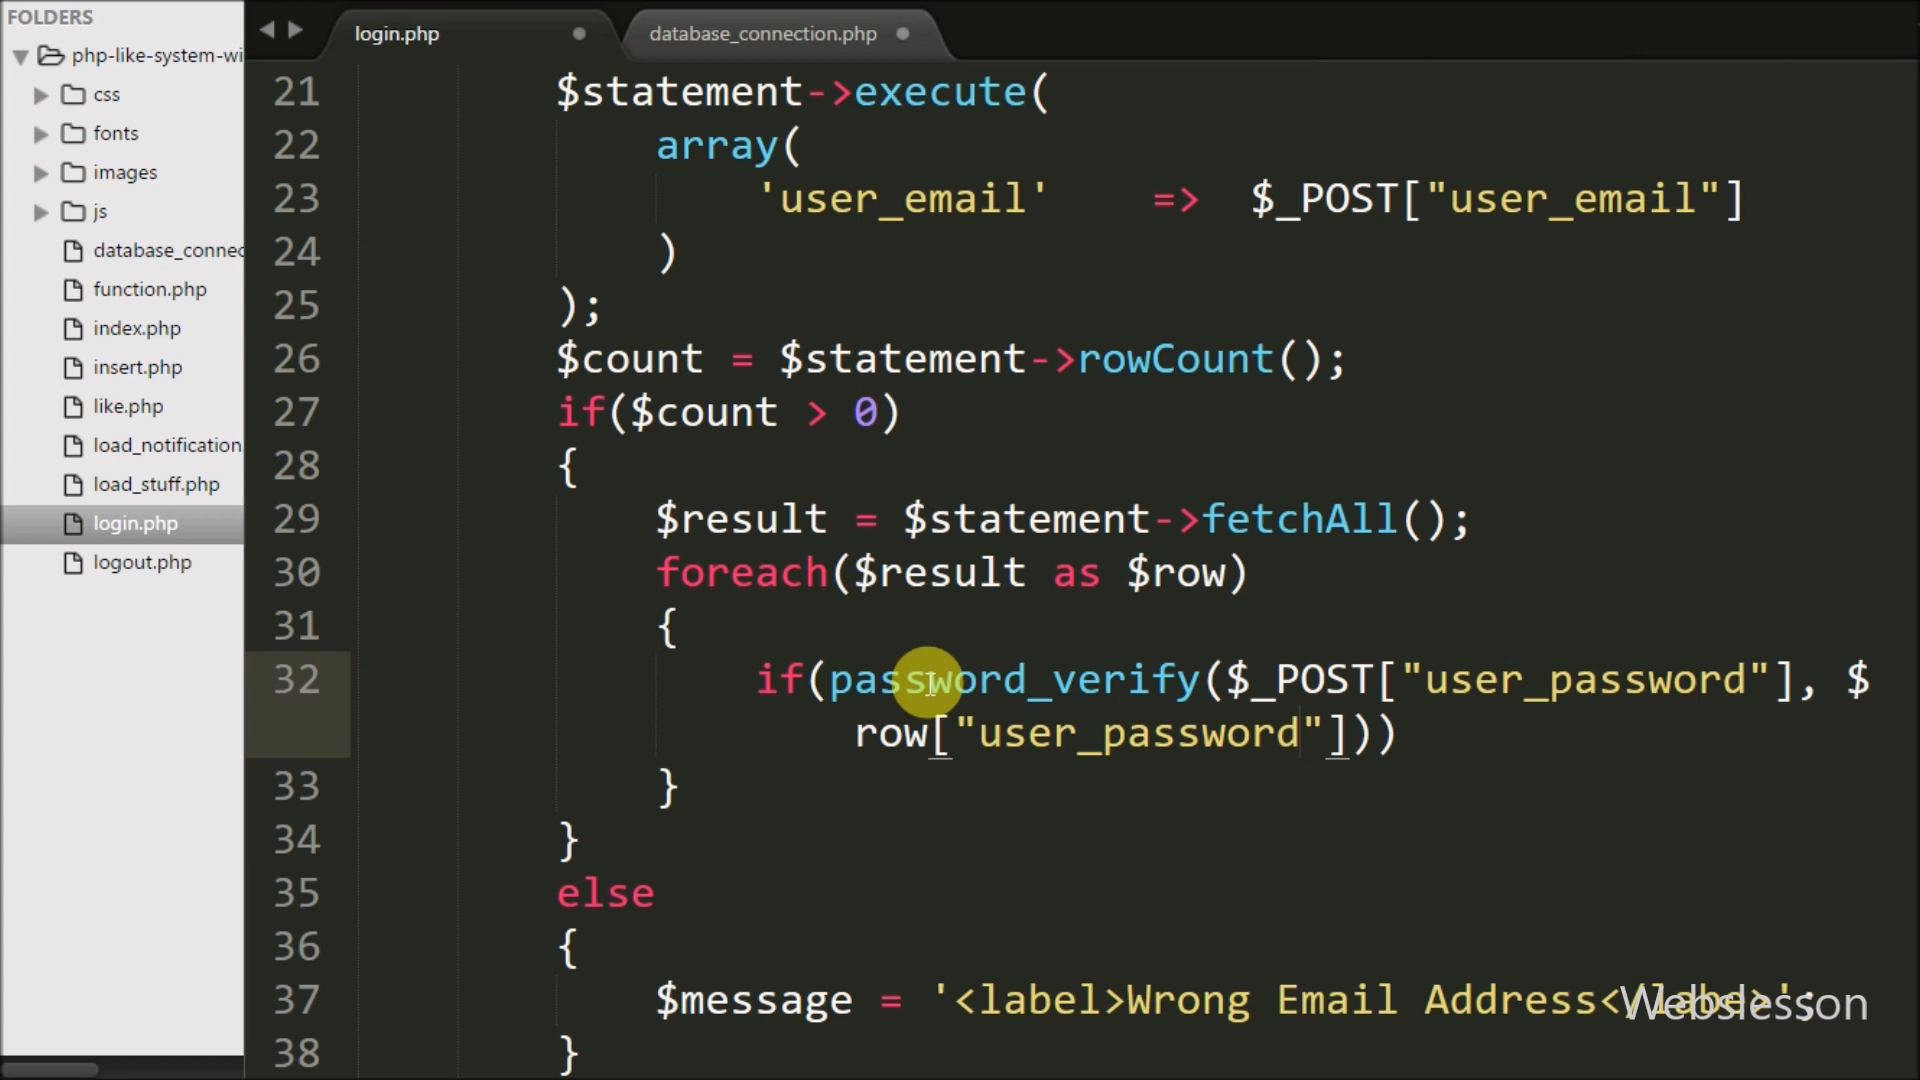 FOLDERS
php-like-system-wi
css
fonts
images
js
database_connec
function.php
index.php
insert.php
like.php
load_notification.
load_stuff.php
login.php
logout.php
login.php
database_connection.php
21 $statement->execute(
22 array(
23 'user_email' => $_POST["user_email"]
24 )
25 );
26 $count = $statement->rowCount();
27 if($count > 0)
28 {
29 $result = $statement->fetchAll();
30 foreach($result as $row)
31 {
32 if(password_verify($_POST["user_password"], $
row["user_password"]))
33 }
34 }
35 else
36 {
37 $message = '<label>Wrong Email Address</label>';
38 }
Webslesson